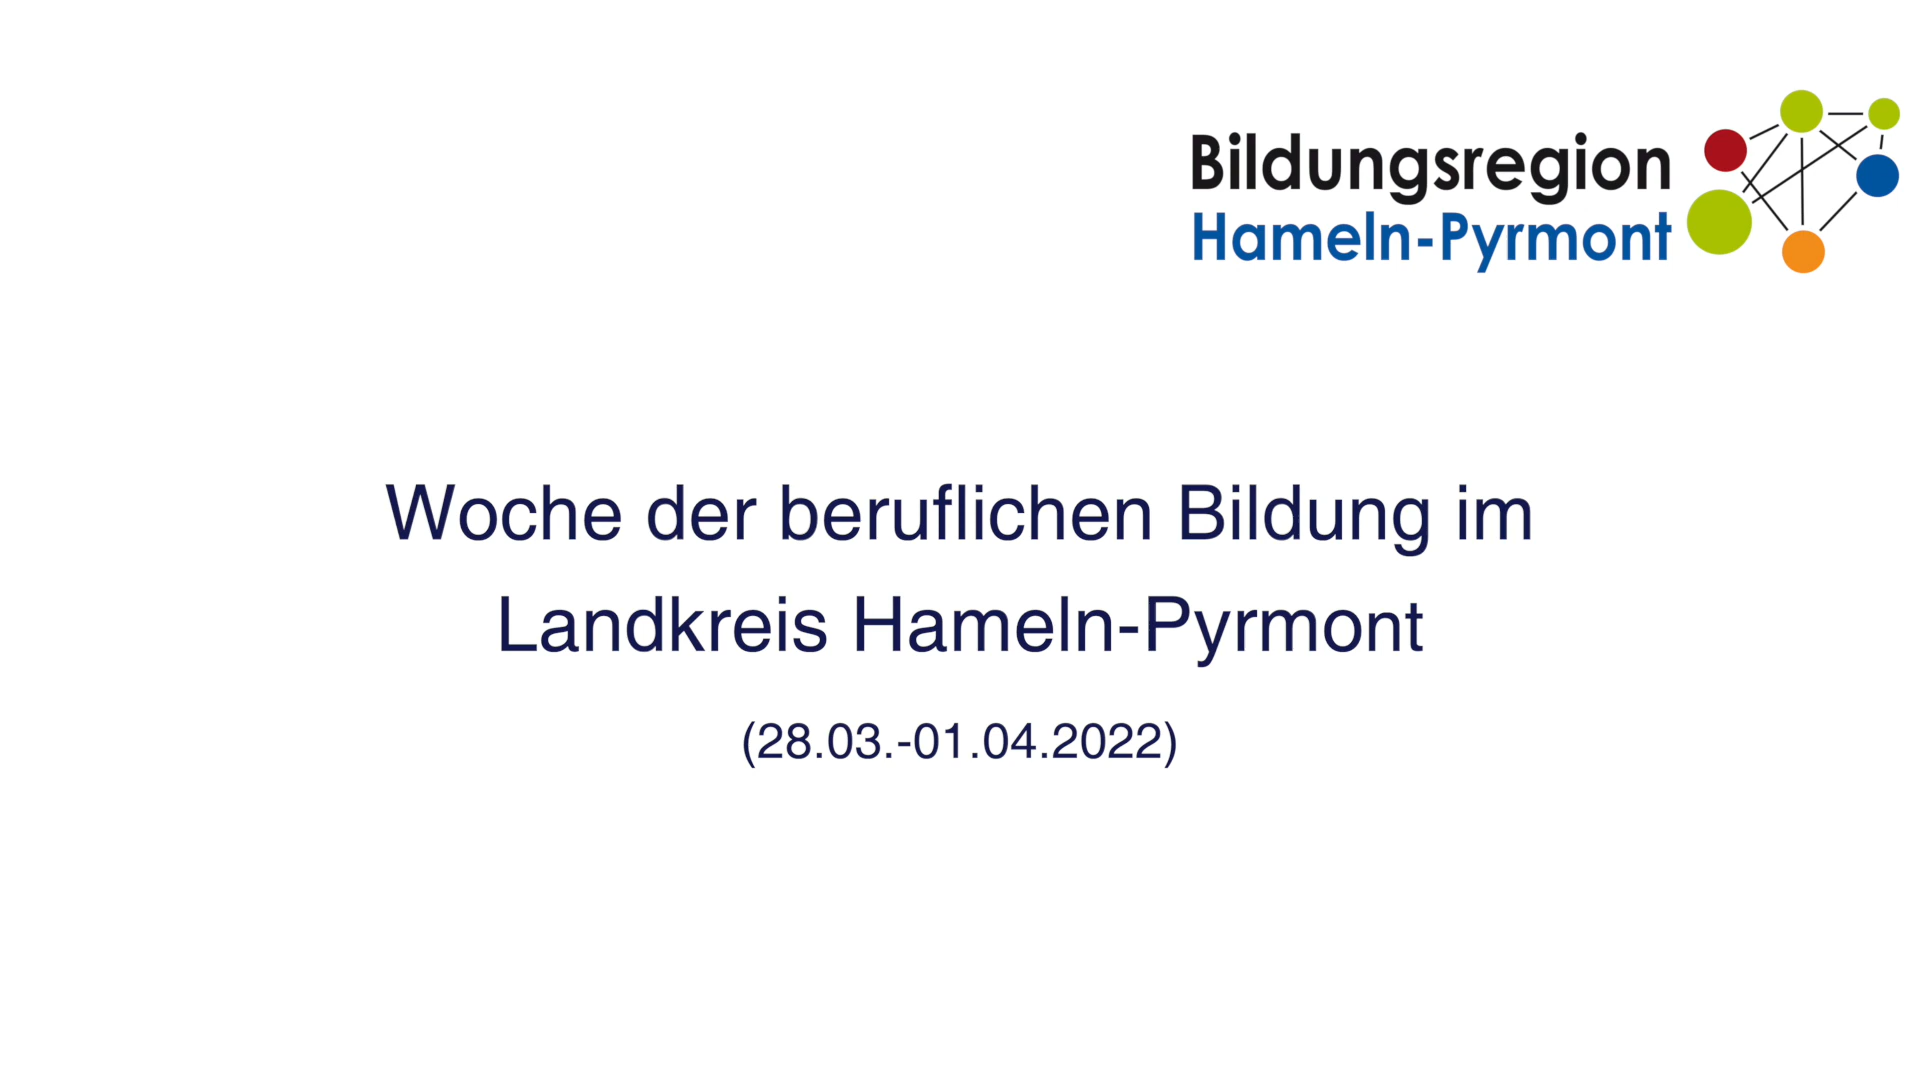 Bildungsregion
Hameln-Pyrmont
Woche der beruflichen Bildung im
Landkreis Hameln-Pyrmont
(28.03.-01.04.2022)